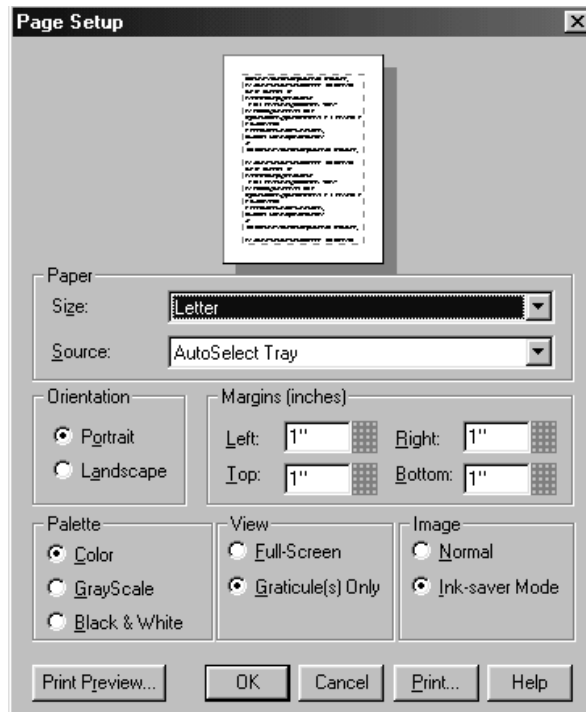 Page Setup
Paper
Size: Letter
Source: AutoSelect Tray
Orientation
Portrait
Landscape
Margins (inches)
Left: 1" Right: 1"
Top: 1" Bottom: 1"
Palette
Color
GrayScale
Black & White
View
Full-Screen
Graticule(s) Only
Image
Normal
Ink-saver Mode
Print Preview... OK Cancel Print... Help